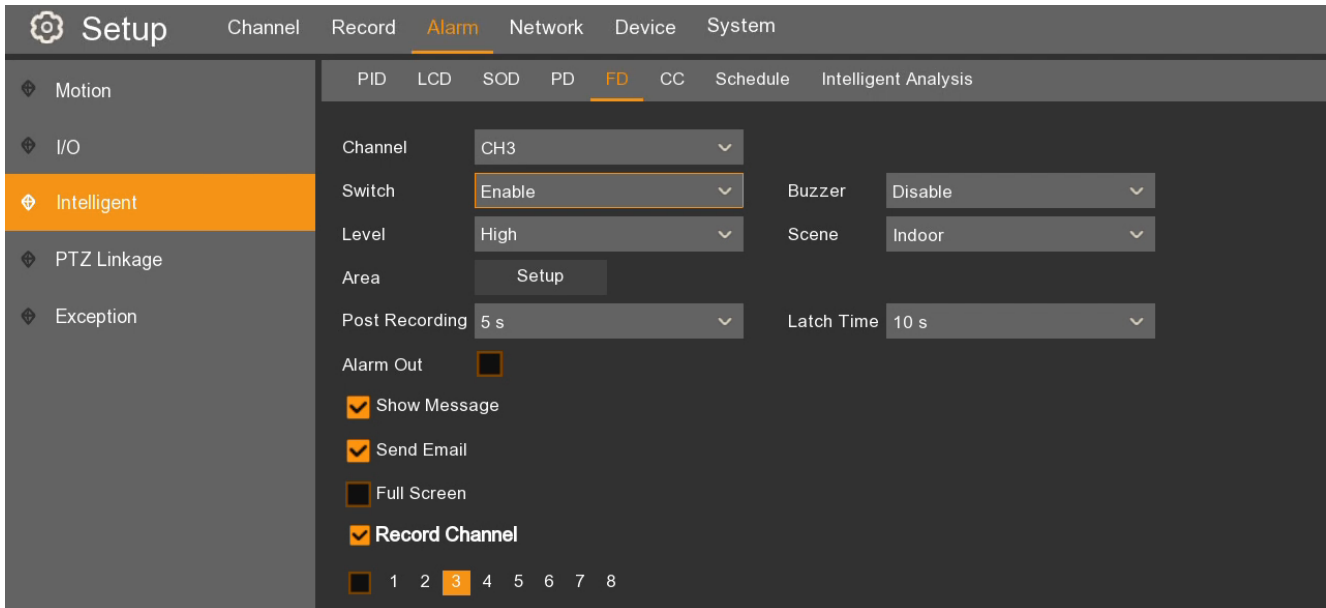 Setup Channel Record Alarm Network Device System
Motion
I/O
Intelligent
PTZ Linkage
Exception
PID LCD SOD PD FD CC Schedule Intelligent Analysis
Channel CH3
Switch Enable Buzzer Disable
Level High Scene Indoor
Area Setup
Post Recording 5 s Latch Time 10 s
Alarm Out
Show Message
Send Email
Full Screen
Record Channel
1 2 3 4 5 6 7 8